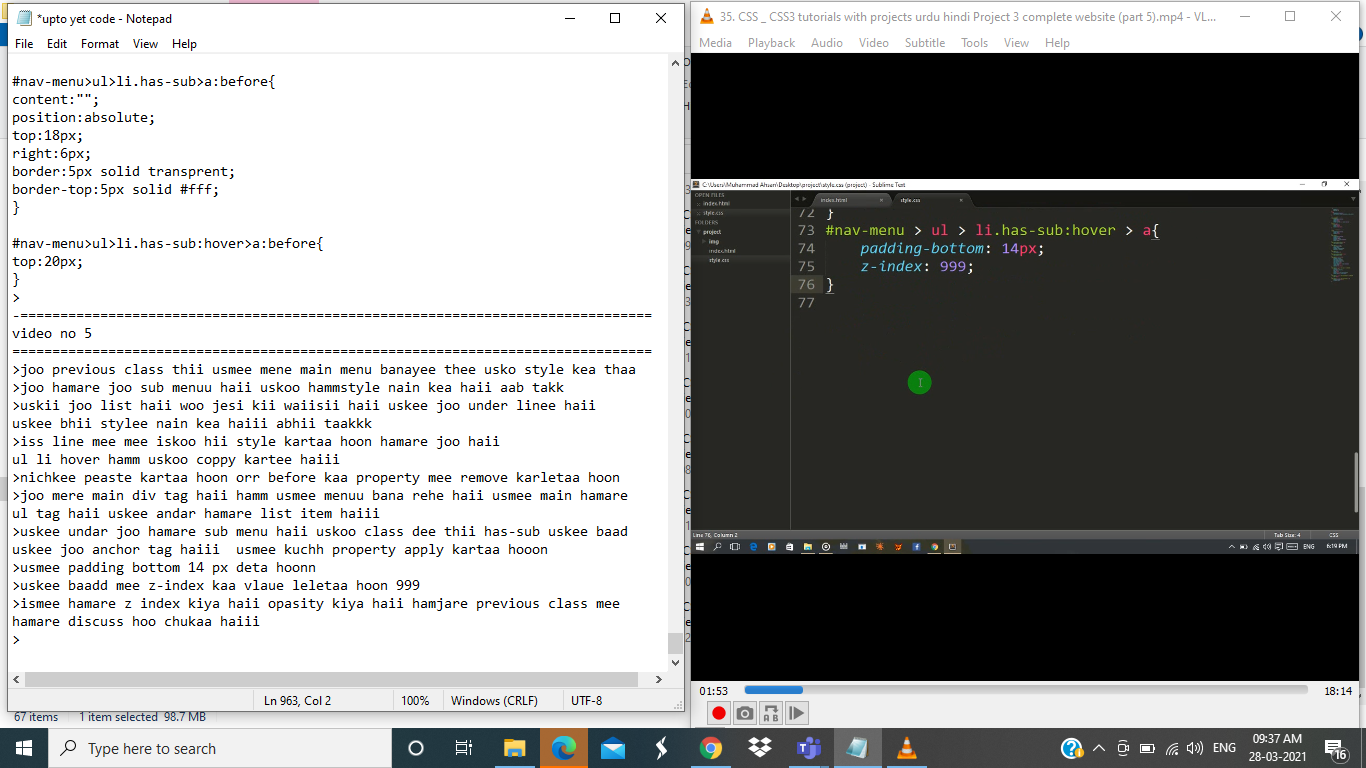 *upto yet code - Notepad
File Edit Format View Help
#nav-menu>ul>li.has-sub>a:before{
content:"";
position:absolute;
top:18px;
right:6px;
border:5px solid transprent;
border-top:5px solid #fff;
}
#nav-menu>ul>li.has-sub:hover>a:before{
top:20px;
}
>
-===============================================================================
video no 5
================================================================================
>joo previous class thii usmee mene main menu banayee thee usko style kea thaa
>joo hamare joo sub menuu haii uskoo hammstyle nain kea haii aab takk
>uskii joo list haii woo jesi kii waiisii haii uskee joo under linee haii
uskee bhii stylee nain kea haiii abhii taakkk
>iss line mee mee iskoo hii style kartaa hoon hamare joo haii
ul li hover hamm uskoo coppy kartee haiii
>nichkee peaste kartaa hoon orr before kaa property mee remove karletaa hoon
>joo mere main div tag haii hamm usmee menuu bana rehe haii usmee main hamare
ul tag haii uskee andar hamare list item haiii
>uskee undar joo hamare sub menu haii uskoo class dee thii has-sub uskee baad
uskee joo anchor tag haiii  usmee kuchh property apply kartaa hooon
>usmee padding bottom 14 px deta hoonn
>uskee baadd mee z-index kaa vlaue leletaa hoon 999
>ismee hamare z index kiya haii opasity kiya haii hamjare previous class mee
hamare discuss hoo chukaa haiii
>
Ln 963, Col 2 100% Windows (CRLF) UTF-8
67 items 1 item selected 98.7 MB
35. CSS _ CSS3 tutorials with projects urdu hindi Project 3 complete website (part 5).mp4 - VL...
Media Playback Audio Video Subtitle Tools View Help
C:\Users\Muhammad Ahsan\Desktop\project\style.css (project) - Sublime Text
OPEN FILES
index.html
style.css
FOLDERS
project
img
index.html
style.css
index.html style.css
72 }
73 #nav-menu > ul > li.has-sub:hover > a{
74 padding-bottom: 14px;
75 z-index: 999;
76 }
77
Line 76, Column 2 Tab Size: 4 CSS
ENG 6:19 PM
01:53 18:14
Type here to search
ENG
09:37 AM
28-03-2021
16